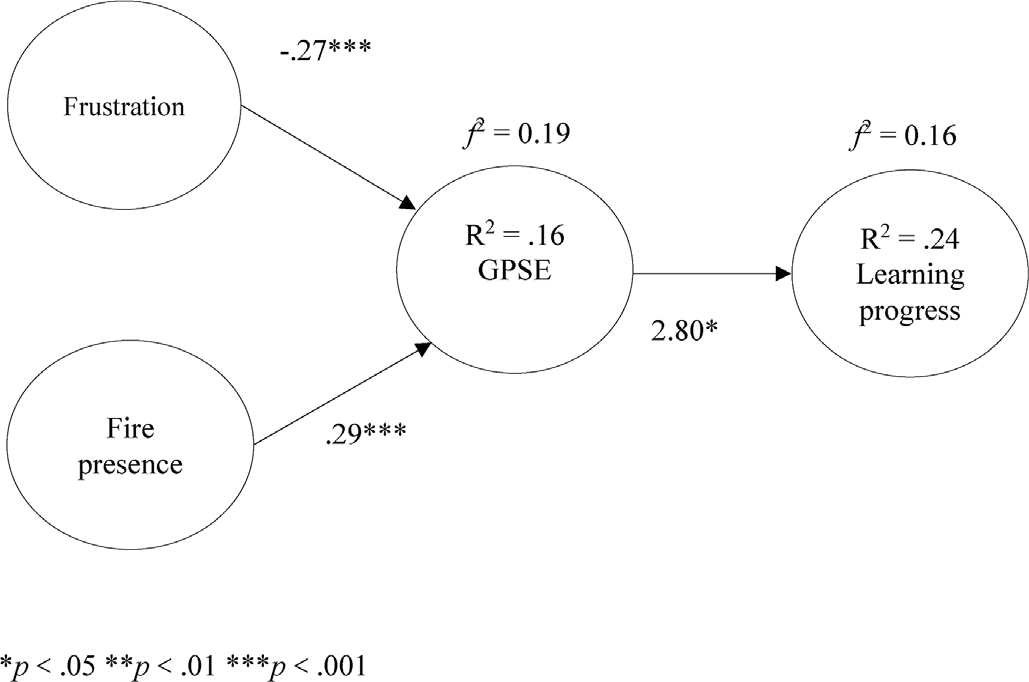 Frustration
-.27***
f² = 0.19
R² = .16
GPSE
f² = 0.16
R² = .24
Learning
progress
2.80*
Fire
presence
.29***
*p < .05 **p < .01 ***p < .001